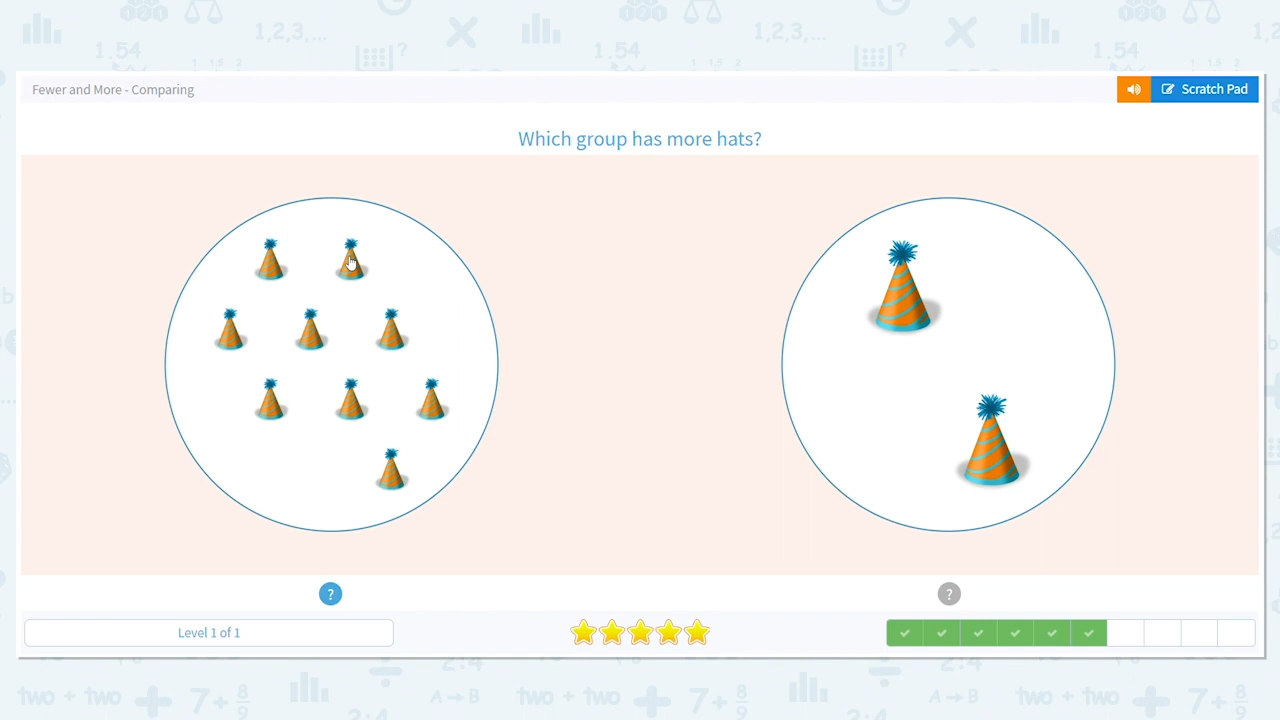 Fewer and More - Comparing
Scratch Pad
Which group has more hats?
?
?
Level 1 of 1